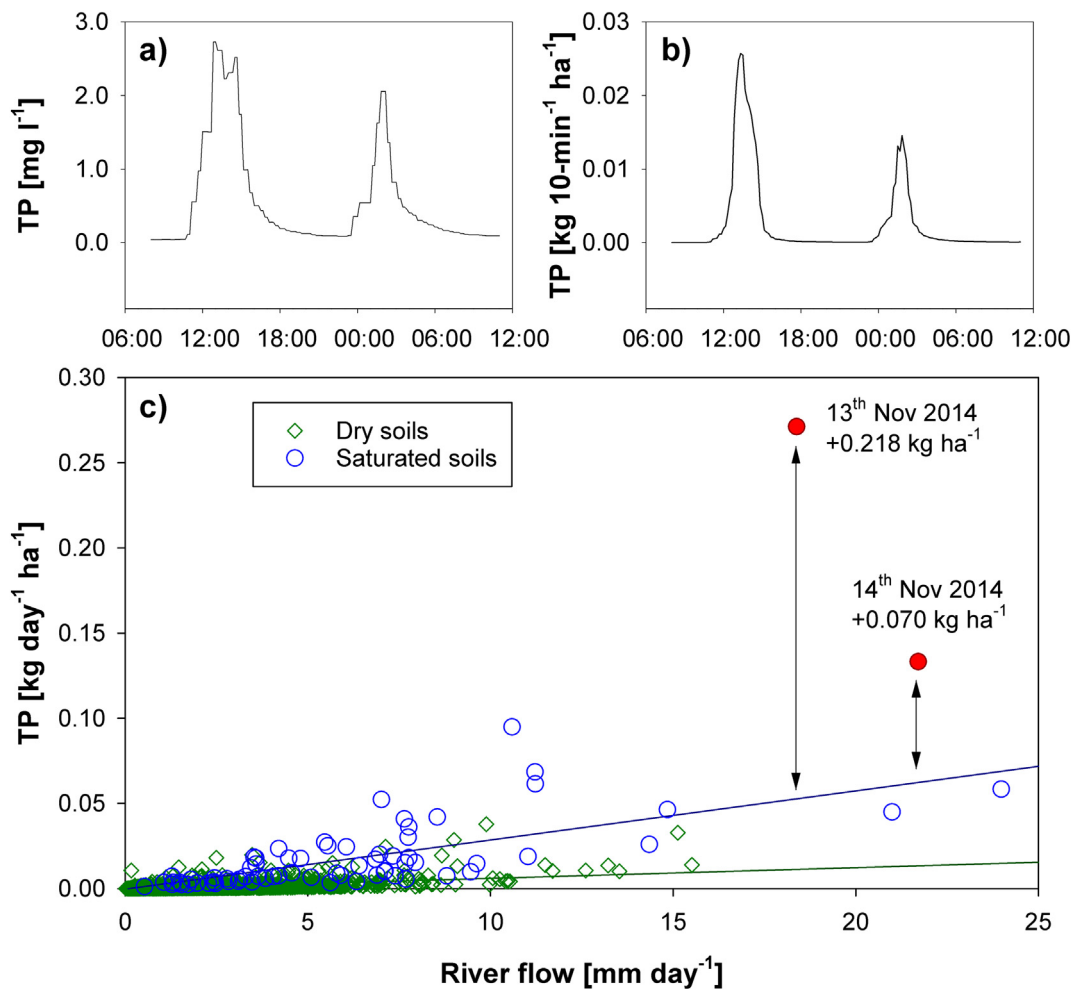 a)
TP [mg l⁻¹]
3.0
2.0
1.0
0.0
06:00 12:00 18:00 00:00 06:00 12:00
b)
TP [kg 10-min⁻¹ ha⁻¹]
0.03
0.02
0.01
0.00
06:00 12:00 18:00 00:00 06:00 12:00
c)
TP [kg day⁻¹ ha⁻¹]
0.30
0.25
0.20
0.15
0.10
0.05
0.00
Dry soils
Saturated soils
13th Nov 2014
+0.218 kg ha⁻¹
14th Nov 2014
+0.070 kg ha⁻¹
0 5 10 15 20 25
River flow [mm day⁻¹]